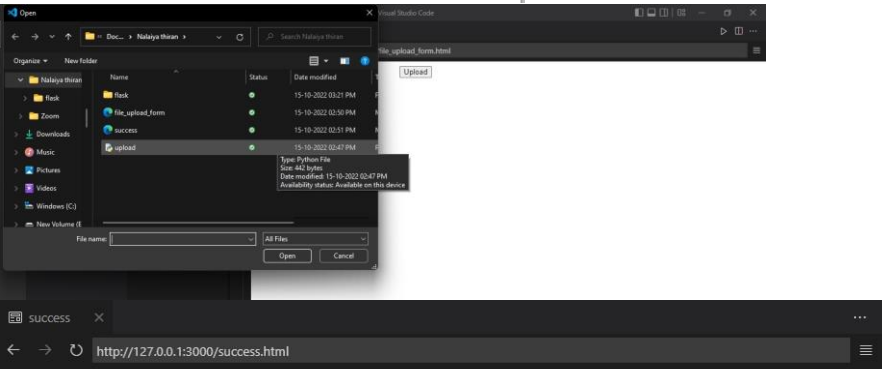 Open
Visual Studio Code
Doc... › Nalaiya thiran ›
Search Nalaiya thiran
file_upload_form.html
Organize
New folder
Upload
Nalaiya thiran
Name
Status
Date modified
flask
flask
15-10-2022 03:21 PM
Zoom
file_upload_form
15-10-2022 02:50 PM
Downloads
success
15-10-2022 02:51 PM
Music
upload
15-10-2022 02:47 PM
Type: Python File
Size: 442 bytes
Date modified: 15-10-2022 02:47 PM
Availability status: Available on this device
Pictures
Videos
Windows (C:)
New Volume (E
File name:
All Files
Open
Cancel
success
http://127.0.0.1:3000/success.html